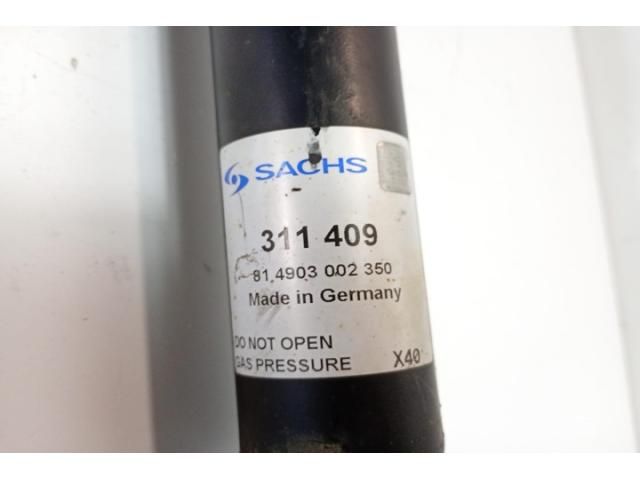 SACHS
311 409
81 4903 002 350
Made in Germany
DO NOT OPEN
GAS PRESSURE X40